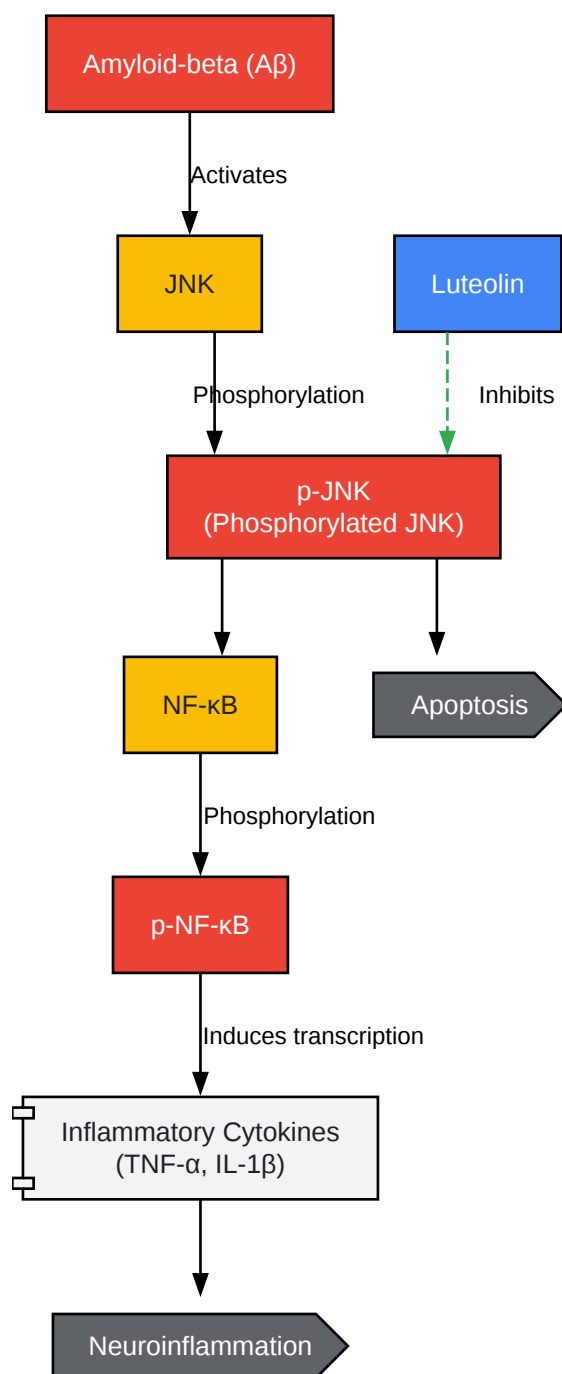 Amyloid-beta (Aβ)
Activates
JNK
Luteolin
Phosphorylation
Inhibits
p-JNK
(Phosphorylated JNK)
NF-κB
Apoptosis
Phosphorylation
p-NF-κB
Induces transcription
Inflammatory Cytokines
(TNF-α, IL-1β)
Neuroinflammation